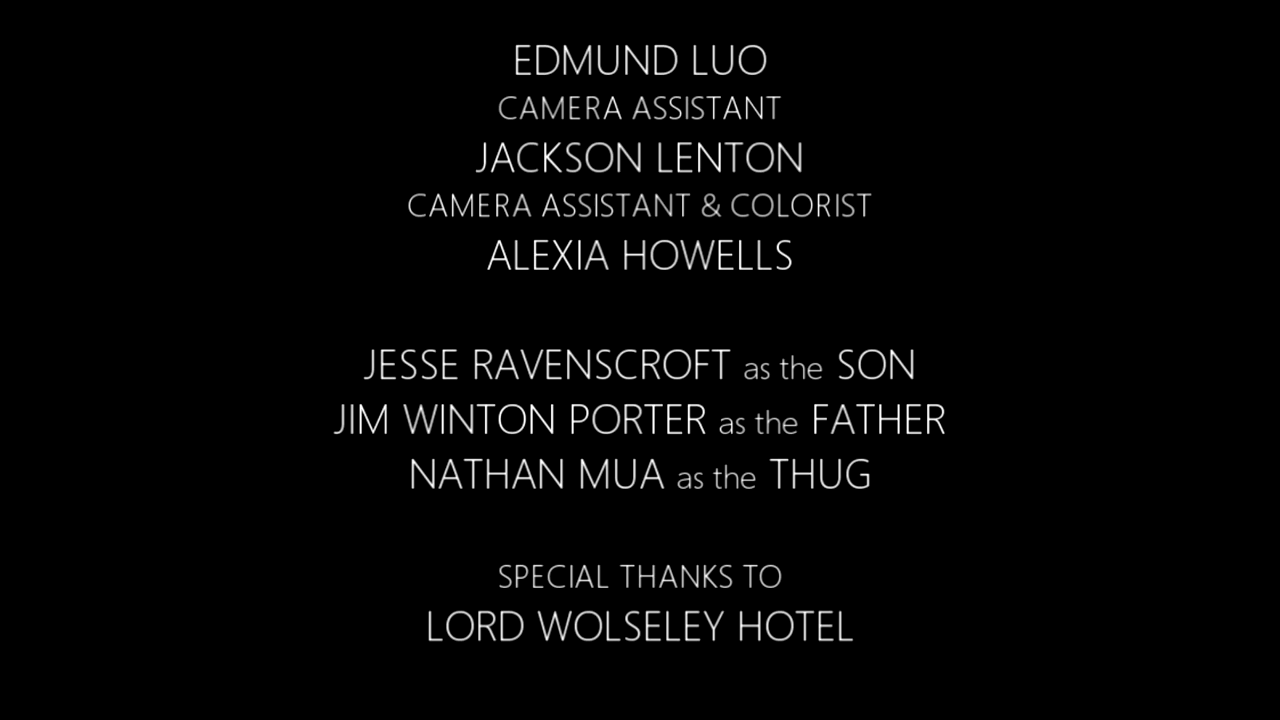 EDMUND LUO
CAMERA ASSISTANT
JACKSON LENTON
CAMERA ASSISTANT & COLORIST
ALEXIA HOWELLS
JESSE RAVENSCROFT as the SON
JIM WINTON PORTER as the FATHER
NATHAN MUA as the THUG
SPECIAL THANKS TO
LORD WOLSELEY HOTEL